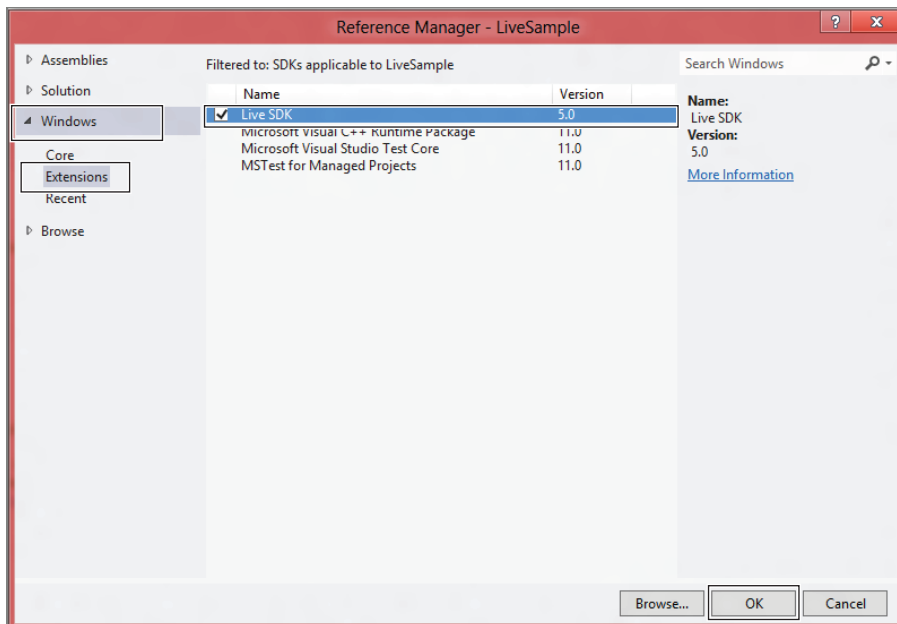 Reference Manager - LiveSample
?
x
Assemblies
Solution
Windows
Core
Extensions
Recent
Browse
Filtered to: SDKs applicable to LiveSample
Name Version
Live SDK 5.0
Microsoft Visual C++ Runtime Package 11.0
Microsoft Visual Studio Test Core 11.0
MSTest for Managed Projects 11.0
Search Windows
Name:
Live SDK
Version:
5.0
More Information
Browse... OK Cancel